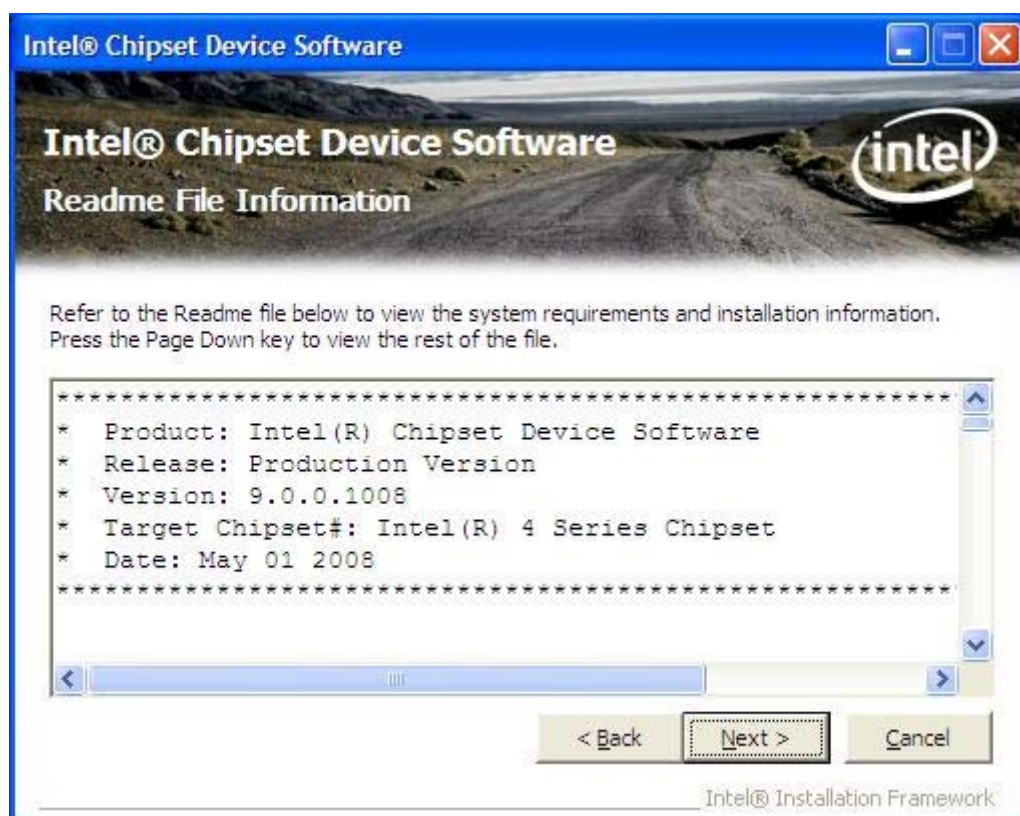 Intel® Chipset Device Software
Intel® Chipset Device Software
intel
Readme File Information
Refer to the Readme file below to view the system requirements and installation information.
Press the Page Down key to view the rest of the file.
*********************************************************
* Product: Intel(R) Chipset Device Software
* Release: Production Version
* Version: 9.0.0.1008
* Target Chipset#: Intel(R) 4 Series Chipset
* Date: May 01 2008
*********************************************************
< Back
Next >
Cancel
Intel® Installation Framework